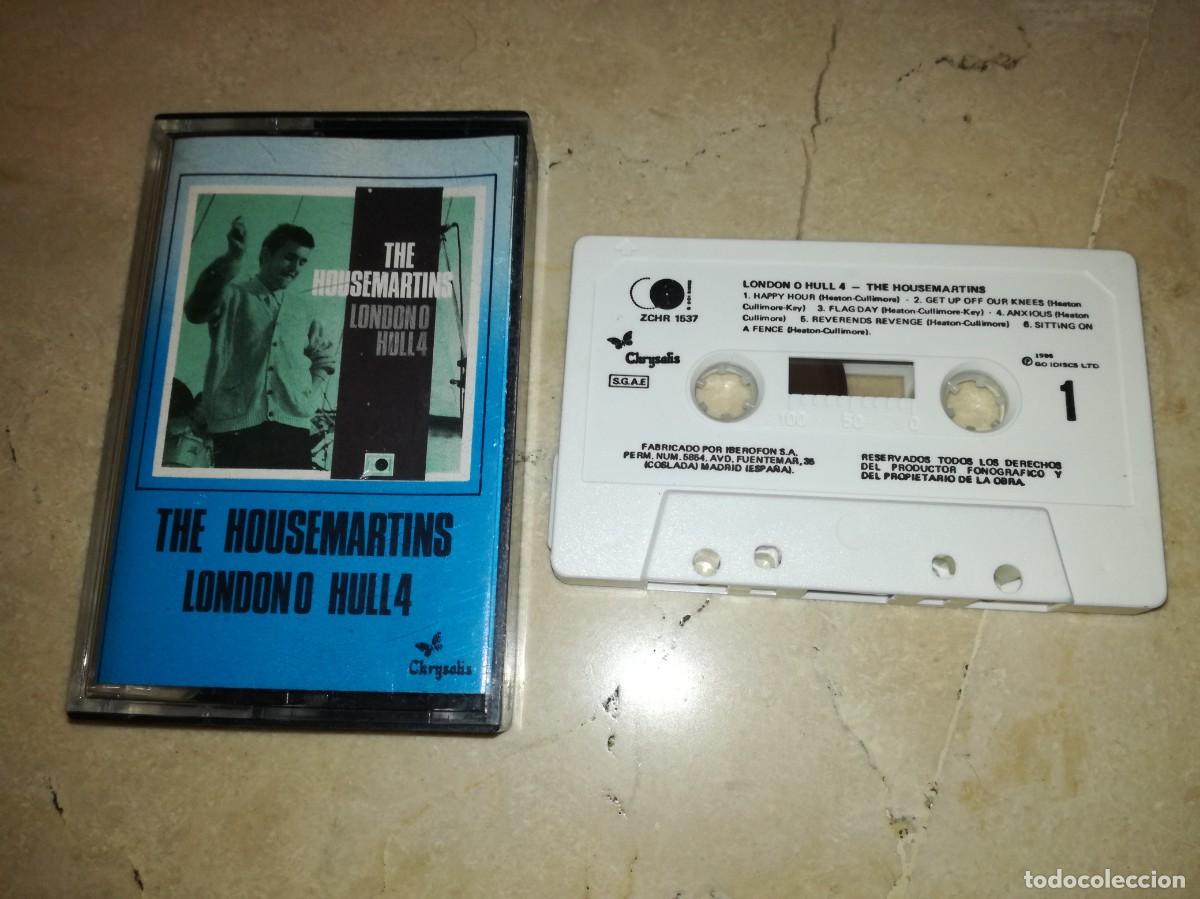 THE
HOUSEMARTINS
LONDON 0
HULL 4
THE HOUSEMARTINS
LONDON 0 HULL 4
Chrysalis
GO!
ZCHR 1537
Chrysalis
S.G.A.E
LONDON O HULL 4 — THE HOUSEMARTINS
1. HAPPY HOUR (Heaton-Cullimore) · 2. GET UP OFF OUR KNEES (Heaton
Cullimore-Key) 3. FLAG DAY (Heaton-Cullimore-Key) · 4. ANXIOUS (Heaton
Cullimore) 5. REVERENDS REVENGE (Heaton-Cullimore) 6. SITTING ON
A FENCE (Heaton-Cullimore).
℗ 1986
GO !DISCS LTD
1
100 50 0
FABRICADO POR IBEROFON S.A.
PERM. NUM. 5864. AVD. FUENTEMAR, 35
(COSLADA) MADRID (ESPAÑA).
RESERVADOS TODOS LOS DERECHOS
DEL PRODUCTOR FONOGRAFICO Y
DEL PROPIETARIO DE LA OBRA.
todocoleccion